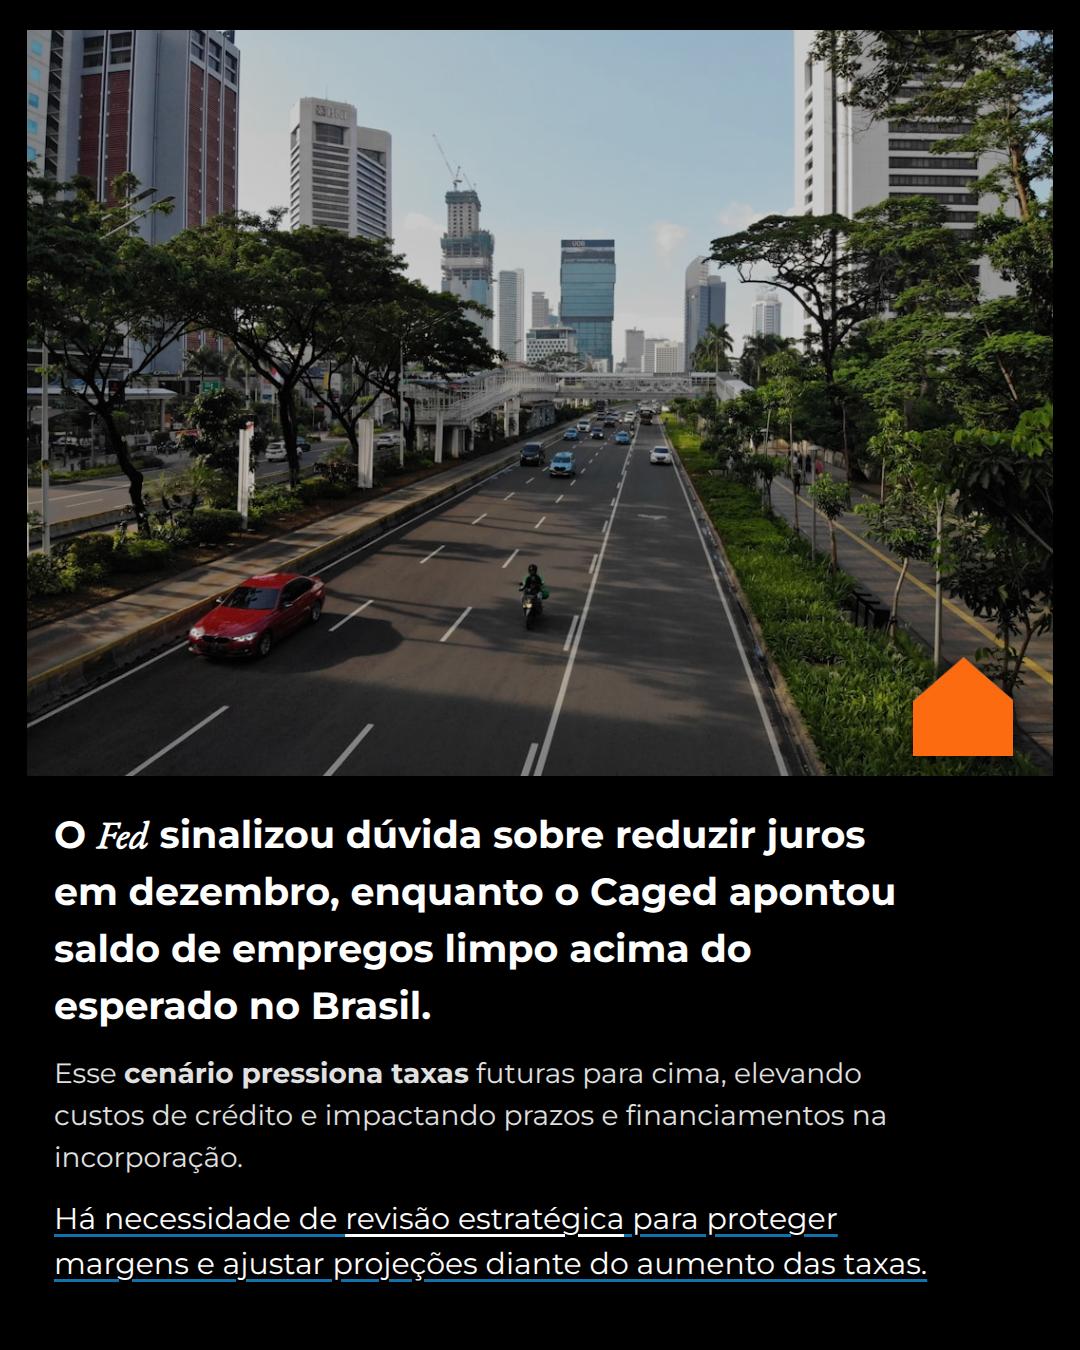 BNI
UOB
O Fed sinalizou dúvida sobre reduzir juros
em dezembro, enquanto o Caged apontou
saldo de empregos limpo acima do
esperado no Brasil.
Esse cenário pressiona taxas futuras para cima, elevando
custos de crédito e impactando prazos e financiamentos na
incorporação.
Há necessidade de revisão estratégica para proteger
margens e ajustar projeções diante do aumento das taxas.